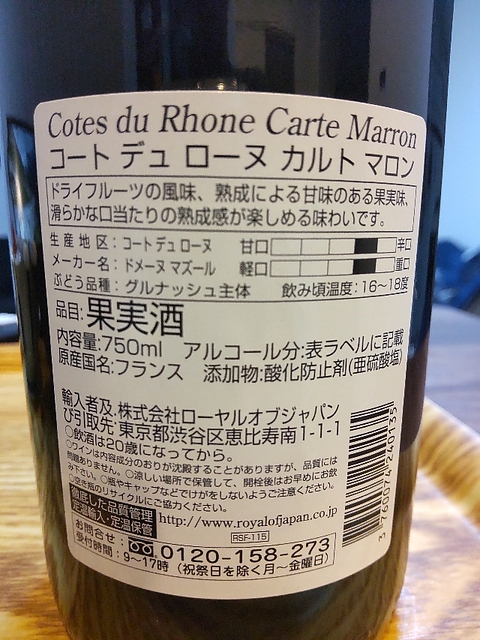 Cotes du Rhone Carte Marron
コート デュ ローヌ カルト マロン
ドライフルーツの風味、熟成による甘味のある果実味、
滑らかな口当たりの熟成感が楽しめる味わいです。
生産地区：コートデュローヌ 甘口 辛口
メーカー名：ドメーヌ マズール 軽口 重口
ぶどう品種：グルナッシュ主体 飲み頃温度：16〜18度
品目:果実酒
内容量:750ml アルコール分:表ラベルに記載
原産国名:フランス 添加物:酸化防止剤(亜硫酸塩)
輸入者及 株式会社ローヤルオブジャパン
び引取先:東京都渋谷区恵比寿南1-1-1
○飲酒は20歳になってから。
○ワインは内容成分のおりが沈殿することがありますが、品質には
問題ありません。○涼しい場所で保管して、開栓後はお早めにお飲
み下さい。○瓶やキャップなどでけがをしないようご注意ください。
○空き瓶のリサイクルにご協力ください。
徹底した品質管理
定温輸入・定温保管 http://www.royalofjapan.co.jp
RSF-115
お問合せ： 0120-158-273
受付時間：9〜17時（祝祭日を除く月〜金曜日）
3 760074 240735